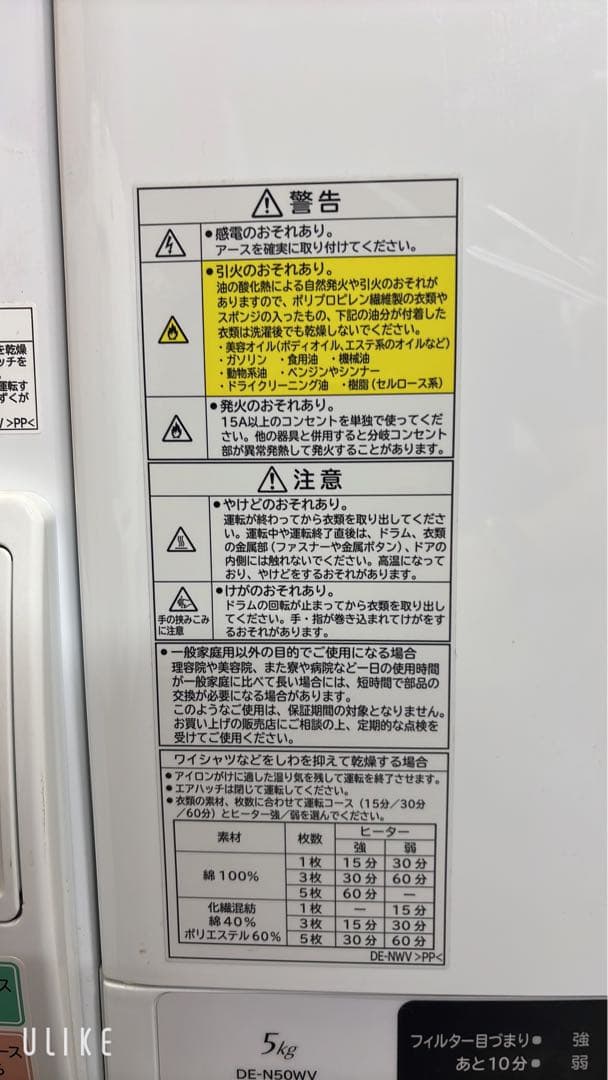 警告
●感電のおそれあり。
アースを確実に取り付けてください。
●引火のおそれあり。
油の酸化熱による自然発火や引火のおそれが
ありますので、ポリプロピレン繊維製の衣類や
スポンジの入ったもの、下記の油分が付着した
衣類は洗濯後でも乾燥しないでください。
・美容オイル(ボディオイル、エステ系のオイルなど)
・ガソリン ・食用油 ・機械油
・動物系油 ・ベンジンやシンナー
・ドライクリーニング油 ・樹脂(セルロース系)
●発火のおそれあり。
15A以上のコンセントを単独で使ってくだ
さい。他の器具と併用すると分岐コンセント
部が異常発熱して発火することがあります。
注意
●やけどのおそれあり。
運転が終わってから衣類を取り出してくださ
い。運転中や運転終了直後は、ドラム、衣類
の金属部(ファスナーや金属ボタン)、ドアの
内側には触れないでください。高温になって
おり、やけどをするおそれがあります。
手の挟みこみ
に注意
●けがのおそれあり。
ドラムの回転が止まってから衣類を取り出し
てください。手・指が巻き込まれてけがをす
るおそれがあります。
●一般家庭用以外の目的でご使用になる場合
理容院や美容院、また寮や病院など一日の使用時間
が一般家庭に比べて長い場合には、短時間で部品の
交換が必要になる場合があります。
このようなご使用は、保証期間の対象となりません。
お買い上げの販売店にご相談の上、定期的な点検を
受けてご使用ください。
ワイシャツなどをしわを抑えて乾燥する場合
●アイロンがけに適した湿り気を残して運転を終了させます。
●エアハッチは閉じて運転してください。
●衣類の素材、枚数に合わせて運転コース(15分/30分
/60分)とヒーター強/弱を選んでください。
素材 枚数 ヒーター
強 弱
綿100% 1枚 15分 30分
3枚 30分 60分
5枚 60分 ―
化繊混紡
綿40%
ポリエステル60%
1枚 ― 15分
3枚 15分 30分
5枚 30分 60分
DE-NWV >PP<
を乾燥
ッチを
運転す
ずくが
V >PP<
5kg
DE-N50WV
フィルター目づまり● 強
あと10分● 弱
ス
ース
ULIKE